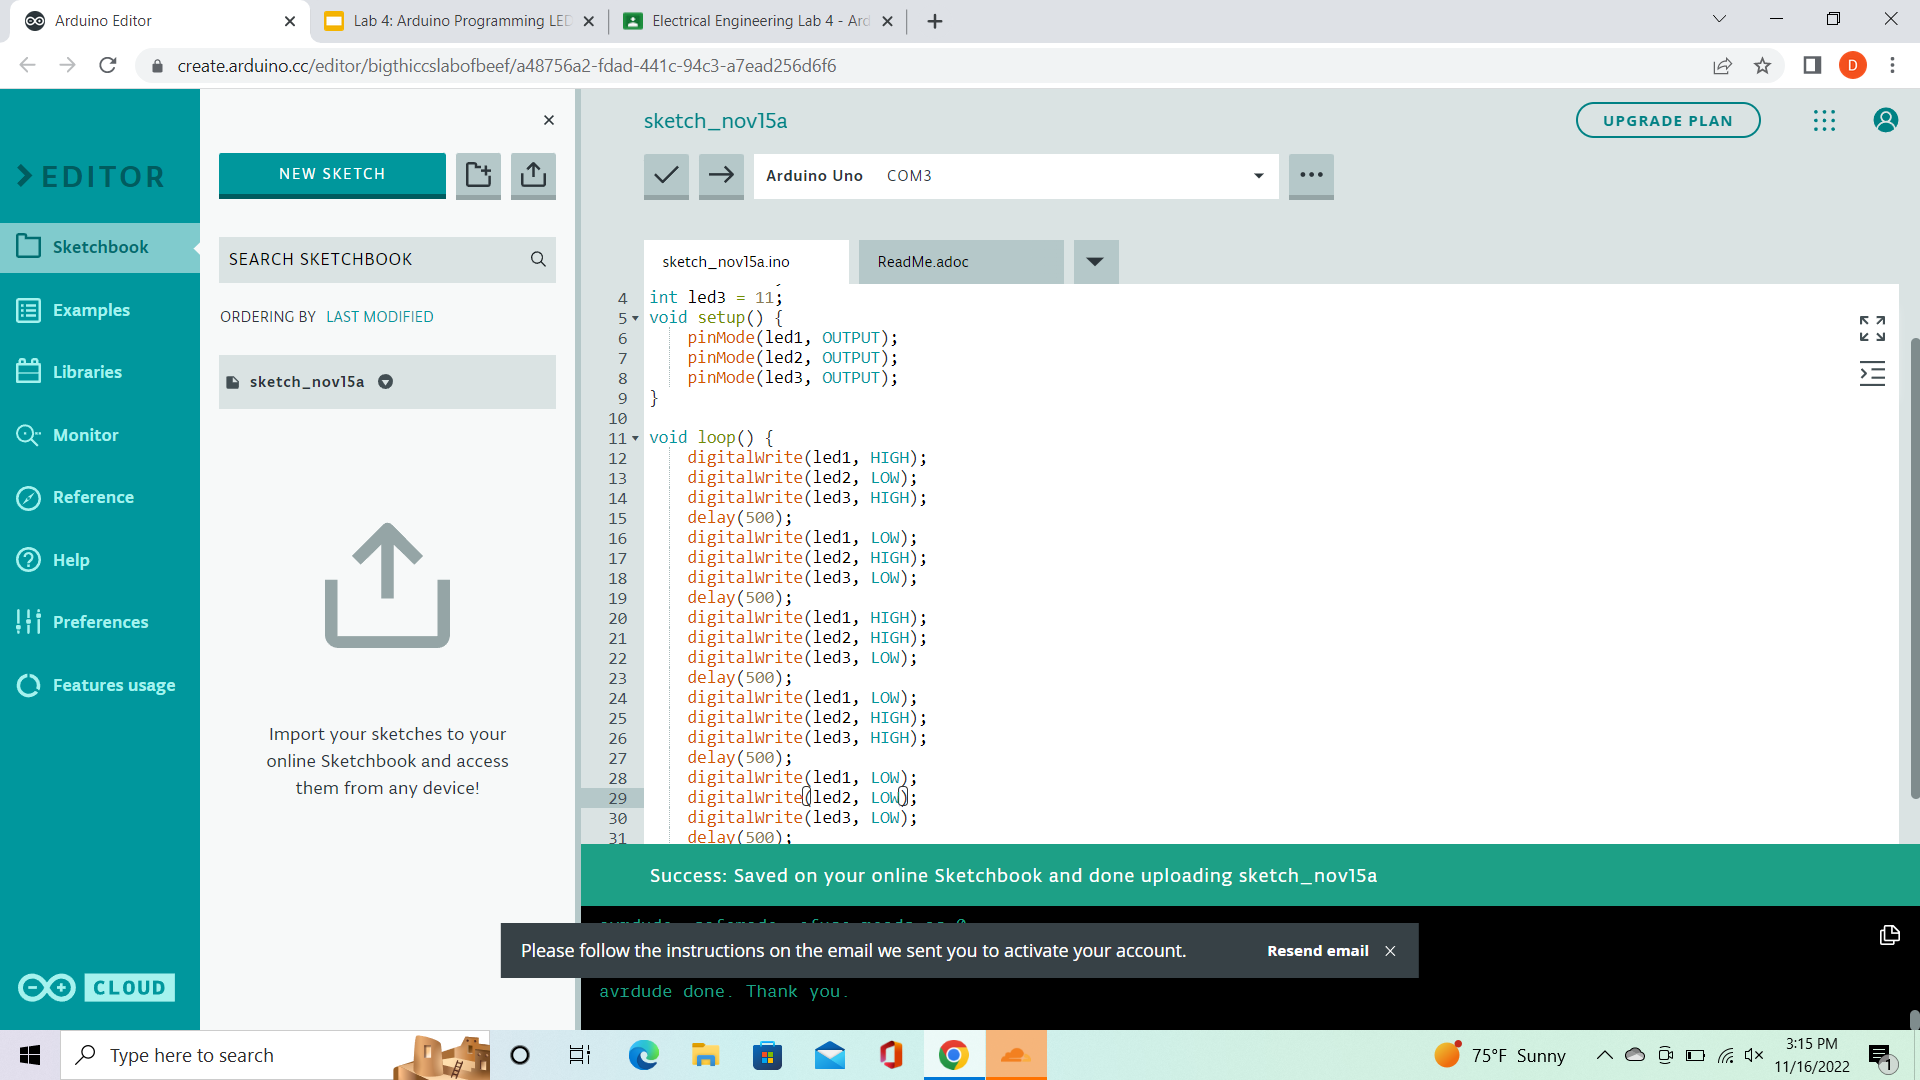 Arduino Editor
Lab 4: Arduino Programming LED
Electrical Engineering Lab 4 - Ard
create.arduino.cc/editor/bigthiccslabofbeef/a48756a2-fdad-441c-94c3-a7ead256d6f6
D
EDITOR
Sketchbook
Examples
Libraries
Monitor
Reference
Help
Preferences
Features usage
CLOUD
NEW SKETCH
SEARCH SKETCHBOOK
ORDERING BY LAST MODIFIED
sketch_nov15a
Import your sketches to your
online Sketchbook and access
them from any device!
sketch_nov15a
UPGRADE PLAN
Arduino Uno COM3
sketch_nov15a.ino
ReadMe.adoc
4 int led3 = 11;
5 void setup() {
6 pinMode(led1, OUTPUT);
7 pinMode(led2, OUTPUT);
8 pinMode(led3, OUTPUT);
9 }
10
11 void loop() {
12 digitalWrite(led1, HIGH);
13 digitalWrite(led2, LOW);
14 digitalWrite(led3, HIGH);
15 delay(500);
16 digitalWrite(led1, LOW);
17 digitalWrite(led2, HIGH);
18 digitalWrite(led3, LOW);
19 delay(500);
20 digitalWrite(led1, HIGH);
21 digitalWrite(led2, HIGH);
22 digitalWrite(led3, LOW);
23 delay(500);
24 digitalWrite(led1, LOW);
25 digitalWrite(led2, HIGH);
26 digitalWrite(led3, HIGH);
27 delay(500);
28 digitalWrite(led1, LOW);
29 digitalWrite(led2, LOW);
30 digitalWrite(led3, LOW);
31 delay(500);
Success: Saved on your online Sketchbook and done uploading sketch_nov15a
Please follow the instructions on the email we sent you to activate your account.
Resend email
avrdude done. Thank you.
Type here to search
75°F Sunny
3:15 PM
11/16/2022
1